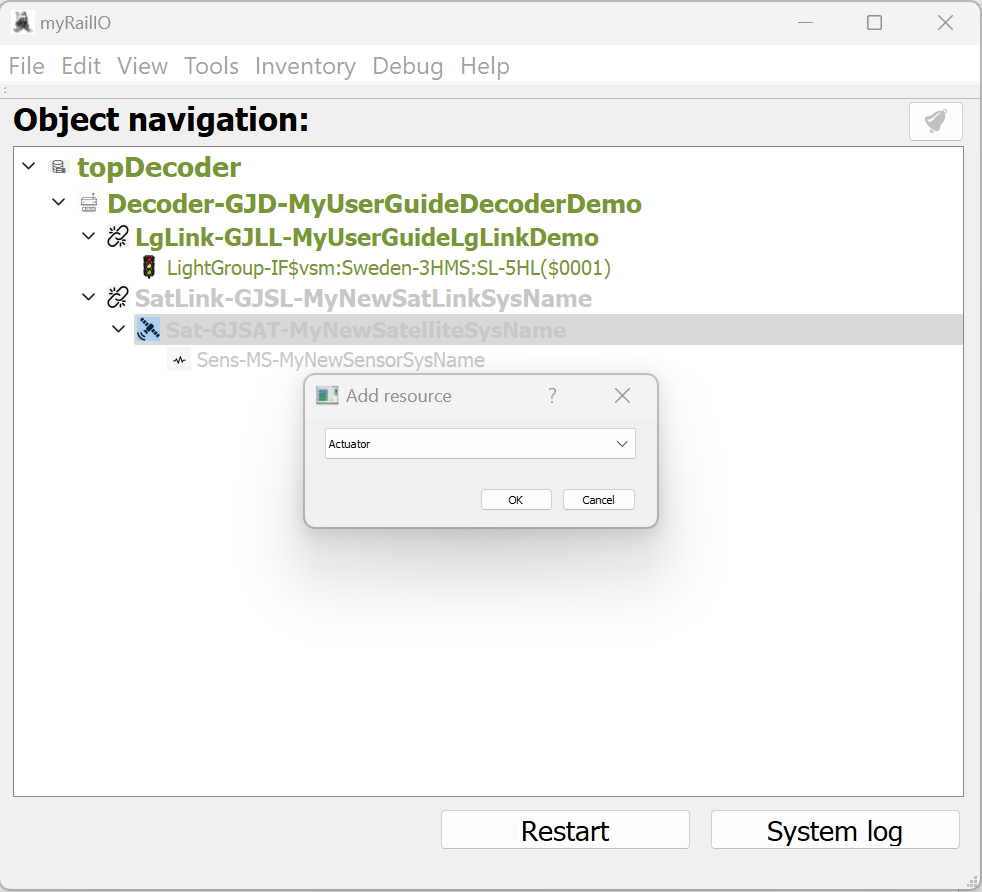 myRailIO
File Edit View Tools Inventory Debug Help
Object navigation:
topDecoder
Decoder-GJD-MyUserGuideDecoderDemo
LgLink-GJLL-MyUserGuideLgLinkDemo
LightGroup-IF$vsm:Sweden-3HMS:SL-5HL($0001)
SatLink-GJSL-MyNewSatLinkSysName
Sat-GJSAT-MyNewSatelliteSysName
Sens-MS-MyNewSensorSysName
Add resource ?
Actuator
OK Cancel
Restart System log